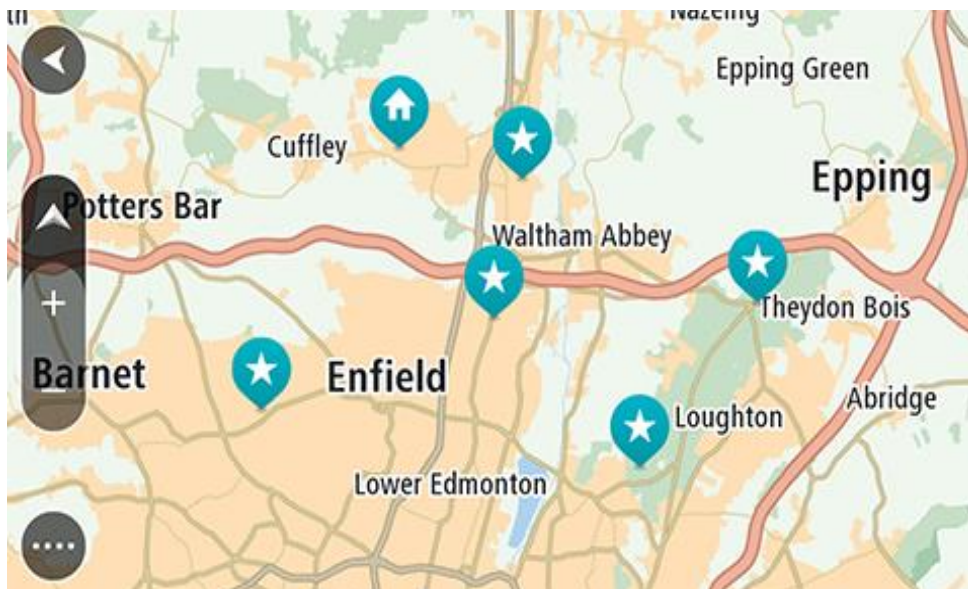 Nazeing
Epping Green
Cuffley
Epping
Potters Bar
Waltham Abbey
Theydon Bois
Barnet
Enfield
Abridge
Loughton
Lower Edmonton